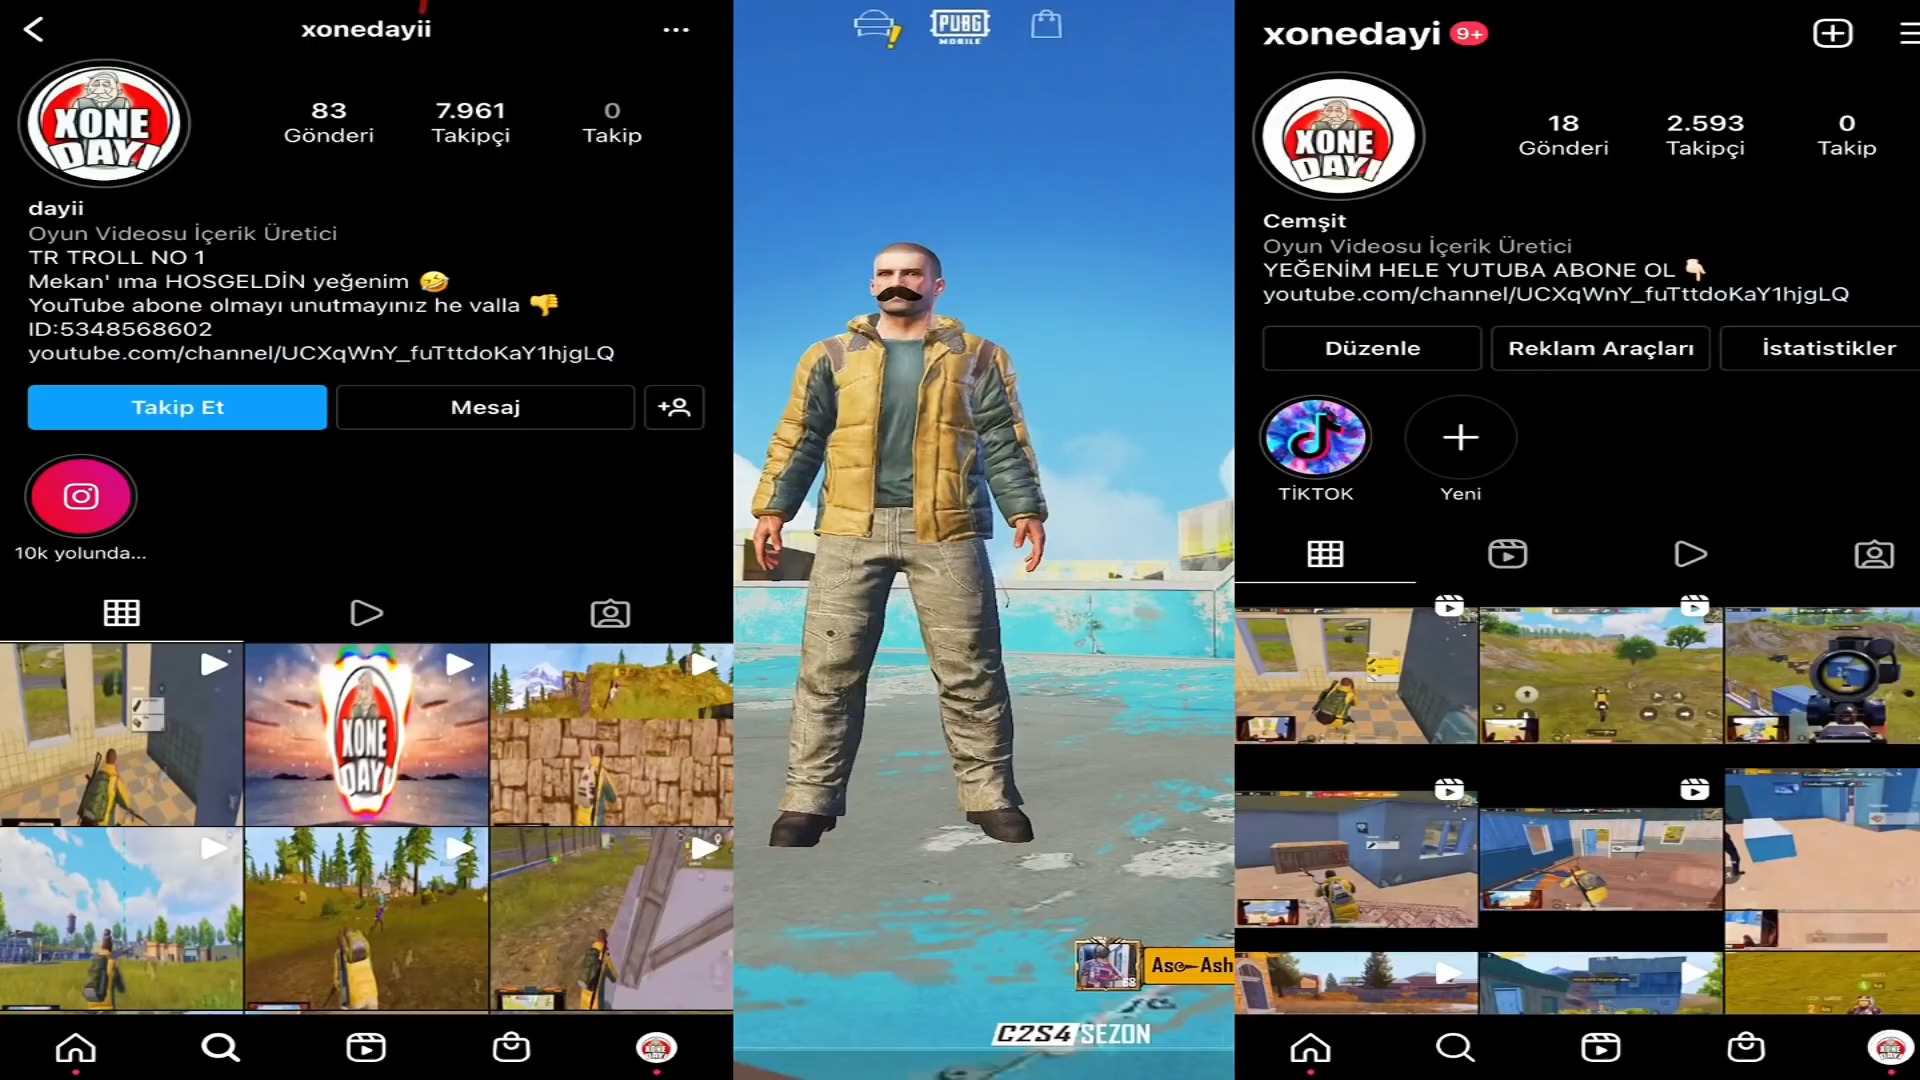 xonedayii
XONE
DAYI
83
Gönderi
7.961
Takipçi
0
Takip
dayii
Oyun Videosu İçerik Üretici
TR TROLL NO 1
Mekan' ıma HOSGELDİN yeğenim 🤣
YouTube abone olmayı unutmayınız he valla 👎
ID:5348568602
youtube.com/channel/UCXqWnY_fuTttdoKaY1hjgLQ
Takip Et
Mesaj
10k yolunda...
XONE
DAYI
PUBG
MOBILE
68
C2S4 SEZON
xonedayi 9+
XONE
DAYI
18
Gönderi
2.593
Takipçi
0
Takip
Cemşit
Oyun Videosu İçerik Üretici
YEĞENİM HELE YUTUBA ABONE OL 👇🏻
youtube.com/channel/UCXqWnY_fuTttdoKaY1hjgLQ
Düzenle
Reklam Araçları
İstatistikler
TİKTOK
Yeni